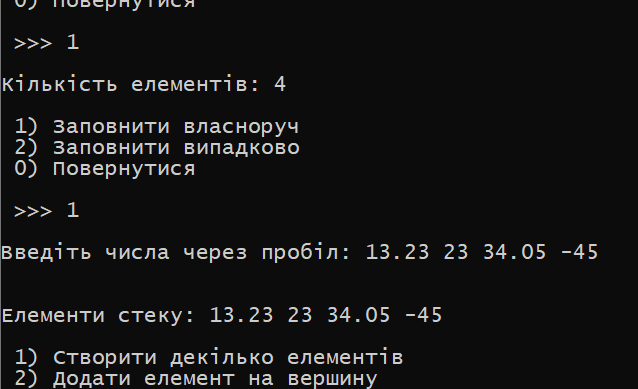 0) Повернутися
>>> 1
Кількість елементів: 4
1) Заповнити власноруч
2) Заповнити випадково
0) Повернутися
>>> 1
Введіть числа через пробіл: 13.23 23 34.05 -45
Елементи стеку: 13.23 23 34.05 -45
1) Створити декілька елементів
2) Додати елемент на вершину